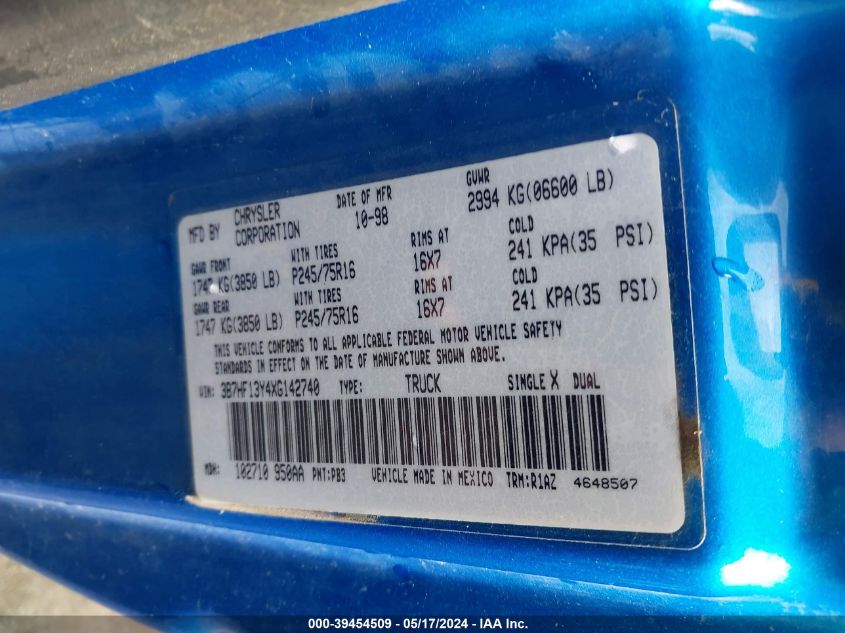 MFD BY CHRYSLER CORPORATION DATE OF MFR 10-98 GVWR 2994 KG(06600 LB)
GAWR FRONT 1747 KG(3850 LB) WITH TIRES P245/75R16 RIMS AT 16X7 COLD 241 KPA(35 PSI)
GAWR REAR 1747 KG(3850 LB) WITH TIRES P245/75R16 RIMS AT 16X7 COLD 241 KPA(35 PSI)
THIS VEHICLE CONFORMS TO ALL APPLICABLE FEDERAL MOTOR VEHICLE SAFETY
STANDARDS IN EFFECT ON THE DATE OF MANUFACTURE SHOWN ABOVE.
VIN: 3B7HF13Y4XG142740 TYPE: TRUCK SINGLE X DUAL
MDH: 102710 950AA PNT:PB3 VEHICLE MADE IN MEXICO TRM:R1AZ 4648507
000-39454509 - 05/17/2024 - IAA Inc.